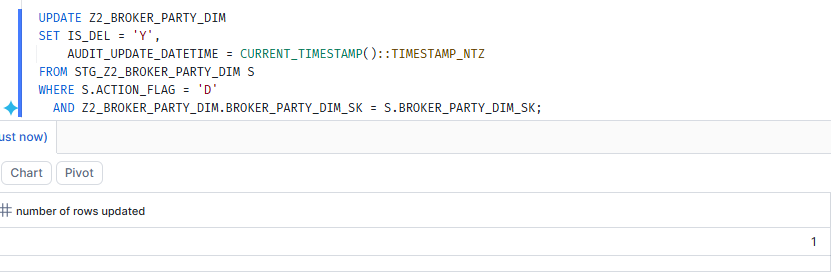 UPDATE Z2_BROKER_PARTY_DIM
SET IS_DEL = 'Y',
AUDIT_UPDATE_DATETIME = CURRENT_TIMESTAMP()::TIMESTAMP_NTZ
FROM STG_Z2_BROKER_PARTY_DIM S
WHERE S.ACTION_FLAG = 'D'
AND Z2_BROKER_PARTY_DIM.BROKER_PARTY_DIM_SK = S.BROKER_PARTY_DIM_SK;
ust now)
Chart Pivot
# number of rows updated
1